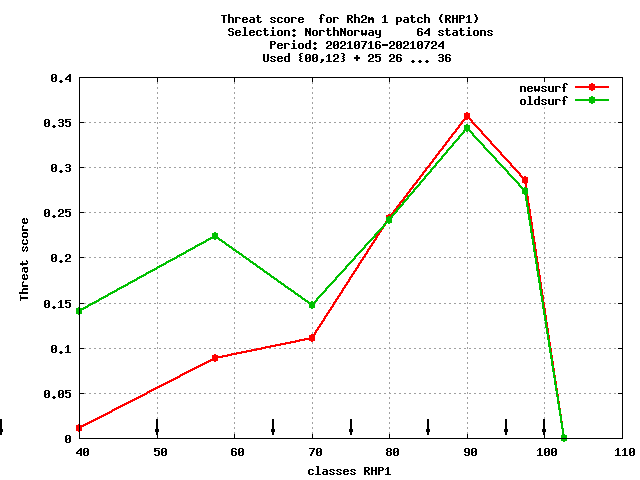 Threat score  for Rh2m 1 patch (RHP1)
Selection: NorthNorway     64 stations
Period: 20210716-20210724
Used {00,12} + 25 26 ... 36
newsurf
oldsurf
Threat score
0.4
0.35
0.3
0.25
0.2
0.15
0.1
0.05
0
40 50 60 70 80 90 100 110
classes RHP1